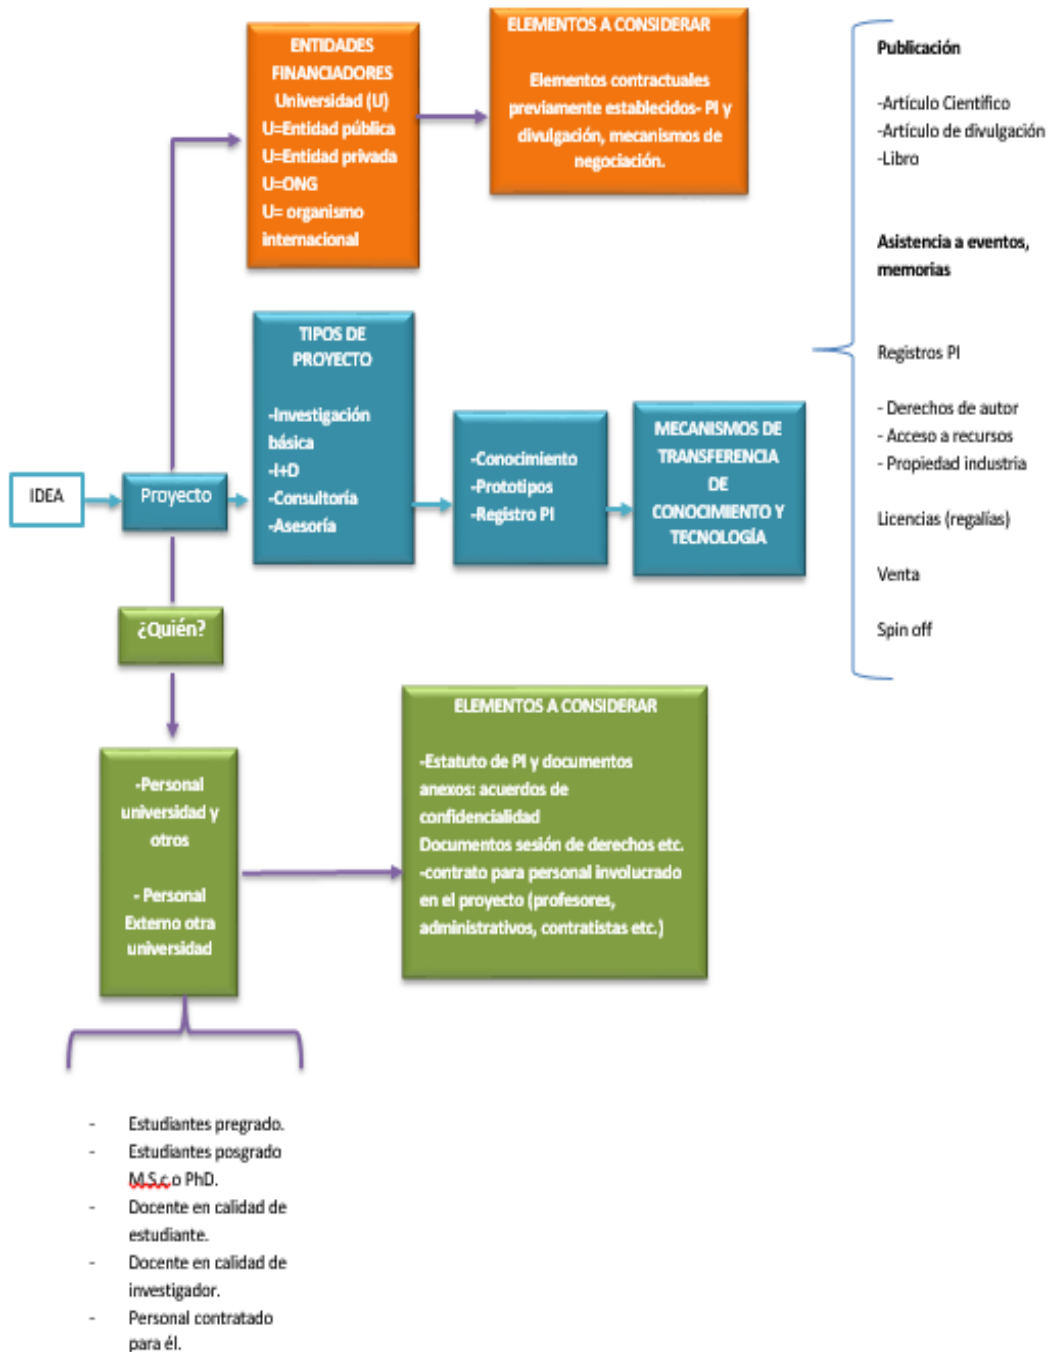 ENTIDADES
FINANCIADORES
Universidad (U)
U=Entidad pública
U=Entidad privada
U=ONG
U= organismo
internacional
ELEMENTOS A CONSIDERAR
Elementos contractuales
previamente establecidos- PI y
divulgación, mecanismos de
negociación.
IDEA
Proyecto
TIPOS DE
PROYECTO
-Investigación
básica
-I+D
-Consultoría
-Asesoría
-Conocimiento
-Prototipos
-Registro PI
MECANISMOS DE
TRANSFERENCIA
DE
CONOCIMIENTO Y
TECNOLOGÍA
Publicación
-Artículo Científico
-Artículo de divulgación
-Libro
Asistencia a eventos,
memorias
Registros PI
- Derechos de autor
- Acceso a recursos
- Propiedad industria
Licencias (regalías)
Venta
Spin off
¿Quién?
-Personal
universidad y
otros
- Personal
Externo otra
universidad
ELEMENTOS A CONSIDERAR
-Estatuto de PI y documentos
anexos: acuerdos de
confidencialidad
Documentos sesión de derechos etc.
-contrato para personal involucrado
en el proyecto (profesores,
administrativos, contratistas etc.)
- Estudiantes pregrado.
- Estudiantes posgrado
M.S.c o PhD.
- Docente en calidad de
estudiante.
- Docente en calidad de
investigador.
- Personal contratado
para él.